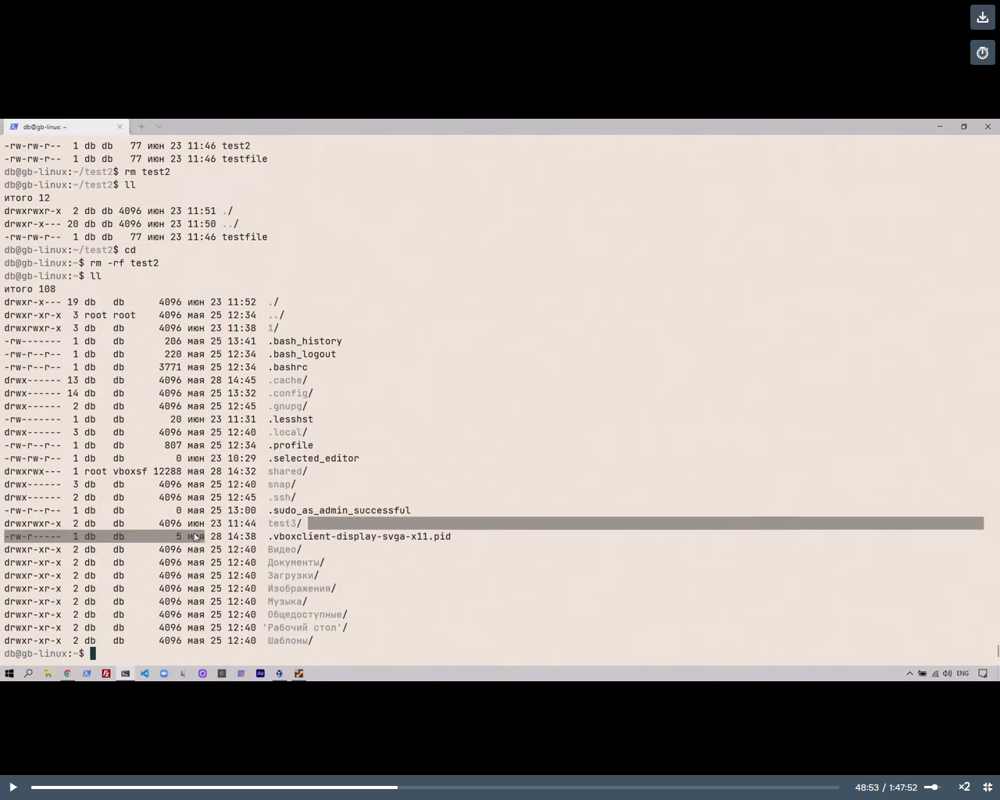 db@gb-linux: ~
-rw-rw-r--  1 db db   77 июн 23 11:46 test2
-rw-rw-r--  1 db db   77 июн 23 11:46 testfile
db@gb-linux:~/test2$ rm test2
db@gb-linux:~/test2$ ll
итого 12
drwxrwxr-x  2 db db 4096 июн 23 11:51 ./
drwxr-x--- 20 db db 4096 июн 23 11:50 ../
-rw-rw-r--  1 db db   77 июн 23 11:46 testfile
db@gb-linux:~/test2$ cd
db@gb-linux:~$ rm -rf test2
db@gb-linux:~$ ll
итого 108
drwxr-x--- 19 db   db      4096 июн 23 11:52  ./
drwxr-xr-x  3 root root    4096 мая 25 12:34  ../
drwxrwxr-x  3 db   db      4096 июн 23 11:38  1/
-rw-------  1 db   db       206 мая 25 13:41  .bash_history
-rw-r--r--  1 db   db       220 мая 25 12:34  .bash_logout
-rw-r--r--  1 db   db      3771 мая 25 12:34  .bashrc
drwx------ 13 db   db      4096 мая 28 14:45  .cache/
drwx------ 14 db   db      4096 мая 25 13:32  .config/
drwx------  2 db   db      4096 мая 25 12:45  .gnupg/
-rw-------  1 db   db        20 июн 23 11:31  .lesshst
drwx------  3 db   db      4096 мая 25 12:40  .local/
-rw-r--r--  1 db   db       807 мая 25 12:34  .profile
-rw-rw-r--  1 db   db         0 июн 23 10:29  .selected_editor
drwxrwx---  1 root vboxsf 12288 мая 28 14:32  shared/
drwx------  3 db   db      4096 мая 25 12:40  snap/
drwx------  2 db   db      4096 мая 25 12:45  .ssh/
-rw-r--r--  1 db   db         0 мая 25 13:00  .sudo_as_admin_successful
drwxrwxr-x  2 db   db      4096 июн 23 11:44  test3/
-rw-r-----  1 db   db         5 мая 28 14:38  .vboxclient-display-svga-x11.pid
drwxr-xr-x  2 db   db      4096 мая 25 12:40  Видео/
drwxr-xr-x  2 db   db      4096 мая 25 12:40  Документы/
drwxr-xr-x  2 db   db      4096 мая 25 12:40  Загрузки/
drwxr-xr-x  2 db   db      4096 мая 25 12:40  Изображения/
drwxr-xr-x  2 db   db      4096 мая 25 12:40  Музыка/
drwxr-xr-x  2 db   db      4096 мая 25 12:40  Общедоступные/
drwxr-xr-x  2 db   db      4096 мая 25 12:40 'Рабочий стол'/
drwxr-xr-x  2 db   db      4096 мая 25 12:40  Шаблоны/
db@gb-linux:~$
Fz
Au
ENG
48:53 / 1:47:52
×2